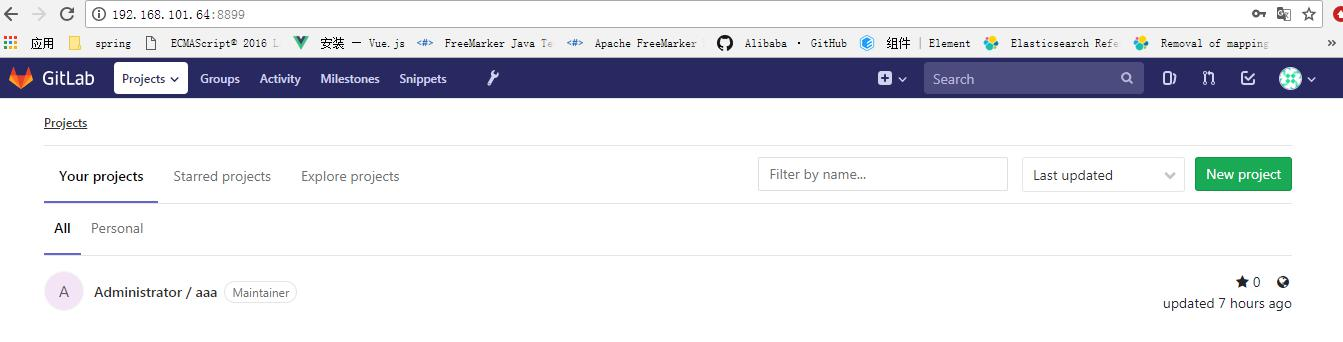 192.168.101.64:8899
应用 spring ECMAScript® 2016 L 安装 — Vue.js FreeMarker Java Te Apache FreeMarker Alibaba · GitHub 组件 | Element Elasticsearch Refe Removal of mapping »
GitLab Projects Groups Activity Milestones Snippets Search
Projects
Your projects Starred projects Explore projects Filter by name... Last updated New project
All Personal
A Administrator / aaa Maintainer 0
updated 7 hours ago